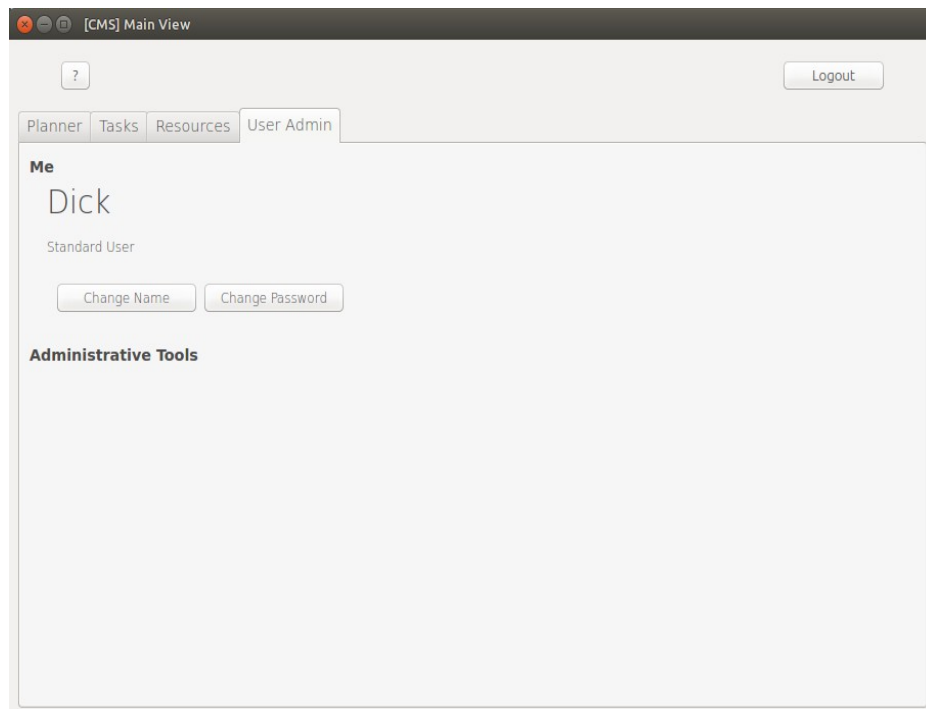 [CMS] Main View
?
Logout
Planner Tasks Resources User Admin
Me
Dick
Standard User
Change Name Change Password
Administrative Tools